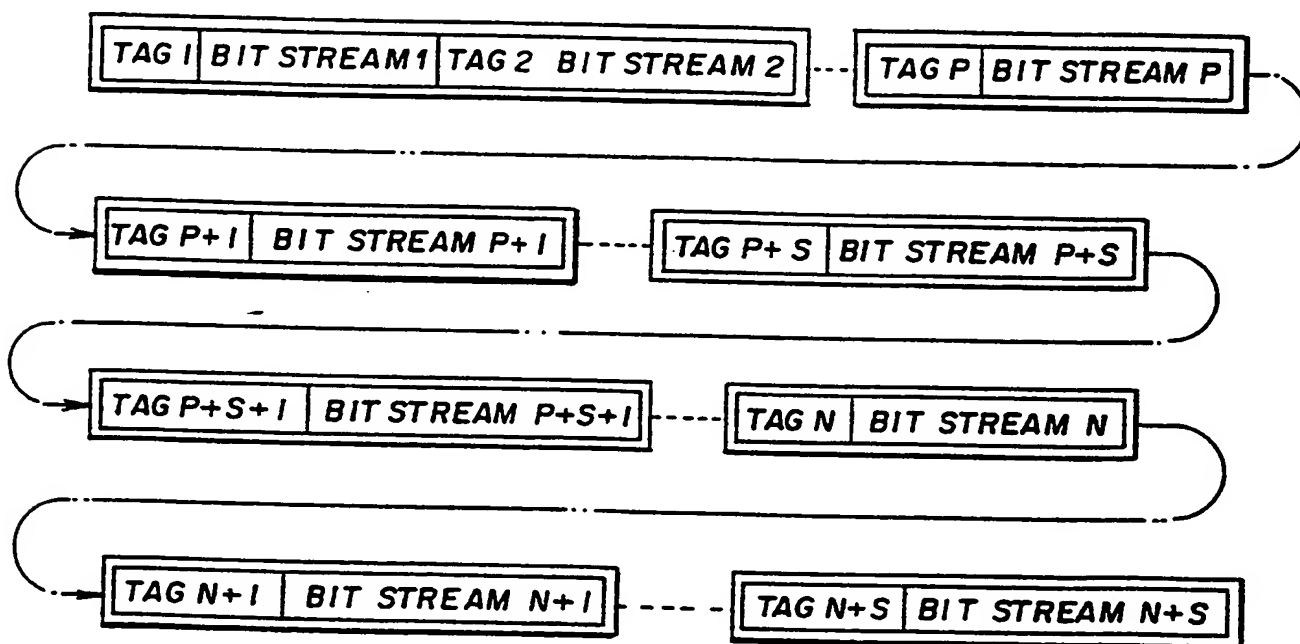 TAG 1 BIT STREAM 1 TAG 2 BIT STREAM 2 TAG P BIT STREAM P
TAG P+1 BIT STREAM P+1 TAG P+S BIT STREAM P+S
TAG P+S+1 BIT STREAM P+S+1 TAG N BIT STREAM N
TAG N+1 BIT STREAM N+1 TAG N+S BIT STREAM N+S